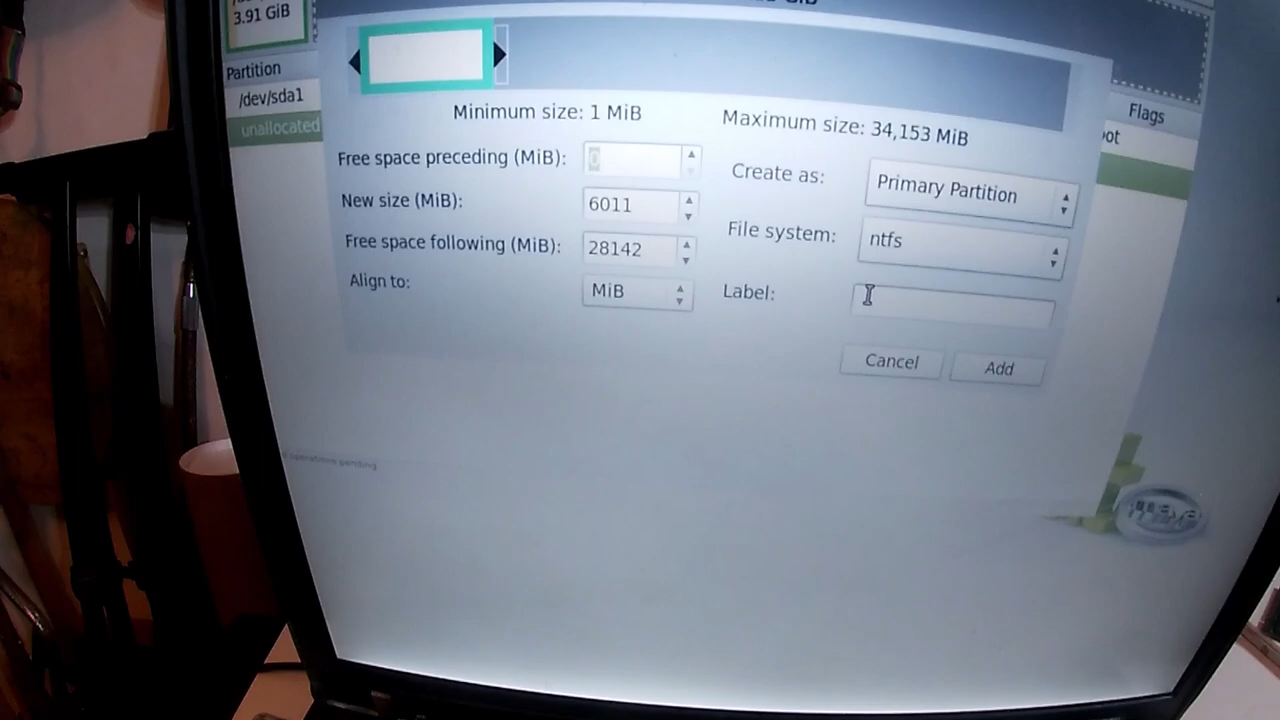 3.91 GiB
Partition
/dev/sda1
unallocated
Flags
Minimum size: 1 MiB
Maximum size: 34,153 MiB
Free space preceding (MiB):
New size (MiB): 6011
Free space following (MiB): 28142
Align to: MiB
Create as: Primary Partition
File system: ntfs
Label:
Cancel
Add
operations pending